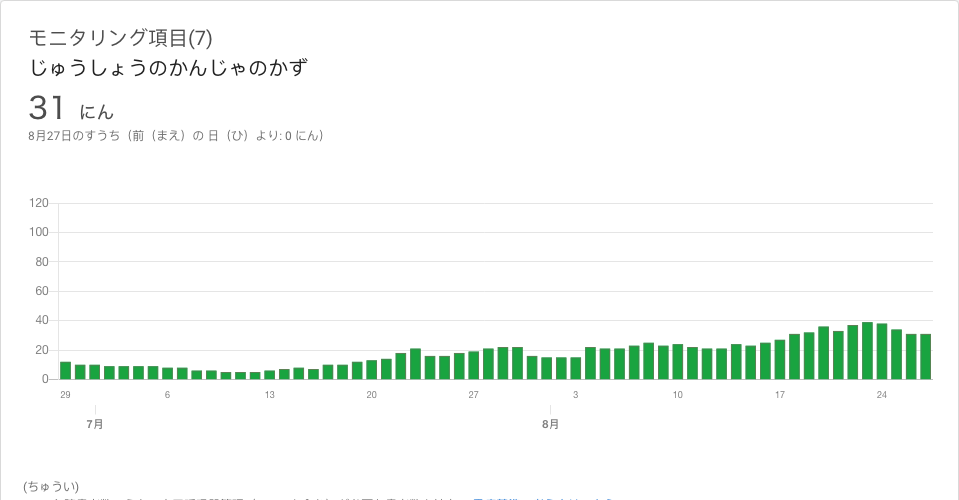 モニタリング項目(7)
じゅうしょうのかんじゃのかず
31 にん
8月27日のすうち（前（まえ）の 日（ひ）より: 0 にん）
120
100
80
60
40
20
0
29 6 13 20 27 3 10 17 24
7月 8月
(ちゅうい)